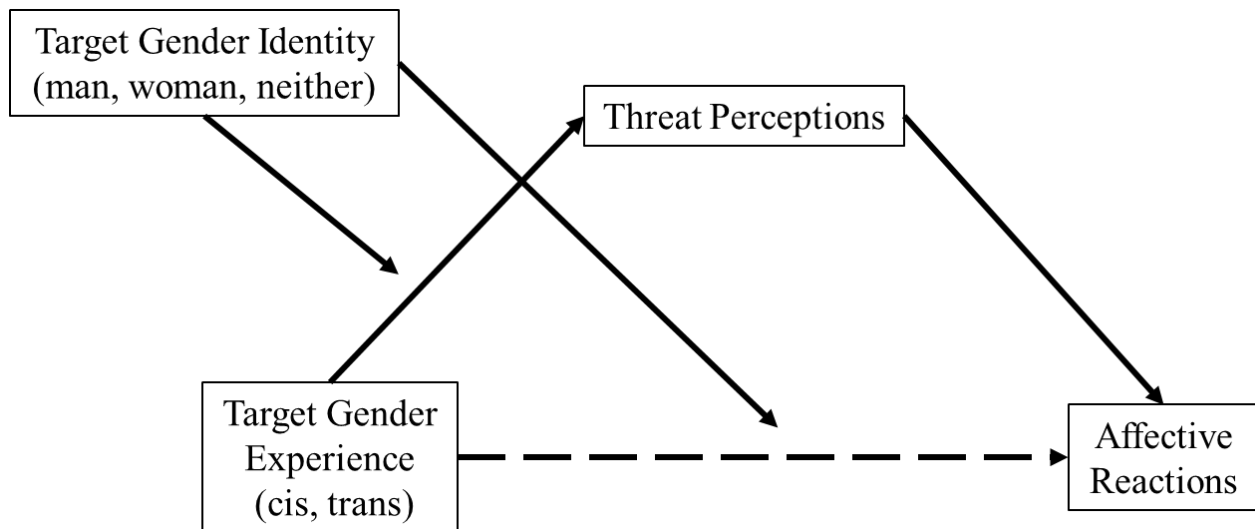 Target Gender Identity
(man, woman, neither)
Threat Perceptions
Target Gender
Experience
(cis, trans)
Affective
Reactions